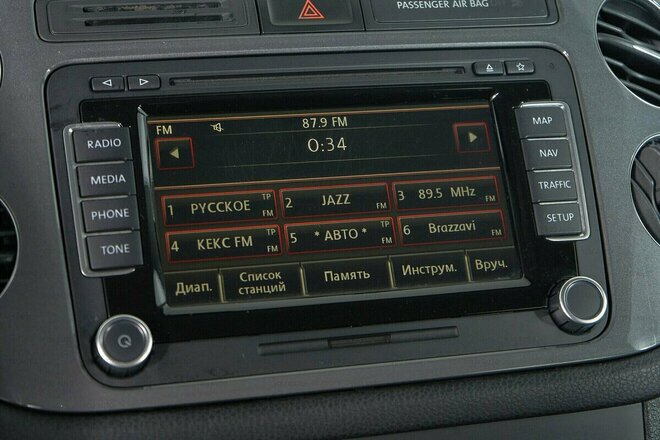 PASSENGER AIR BAG
RADIO
MEDIA
PHONE
TONE
FM
87.9 FM
0:34
1 РУССКОЕ TP FM
2 JAZZ FM
3 89.5 MHz FM
4 КЕКС FM TP FM
5 * АВТО * TP FM
6 Brazzavi FM
Диап.
Список
станций
Память
Инструм.
Вруч.
MAP
NAV
TRAFFIC
SETUP